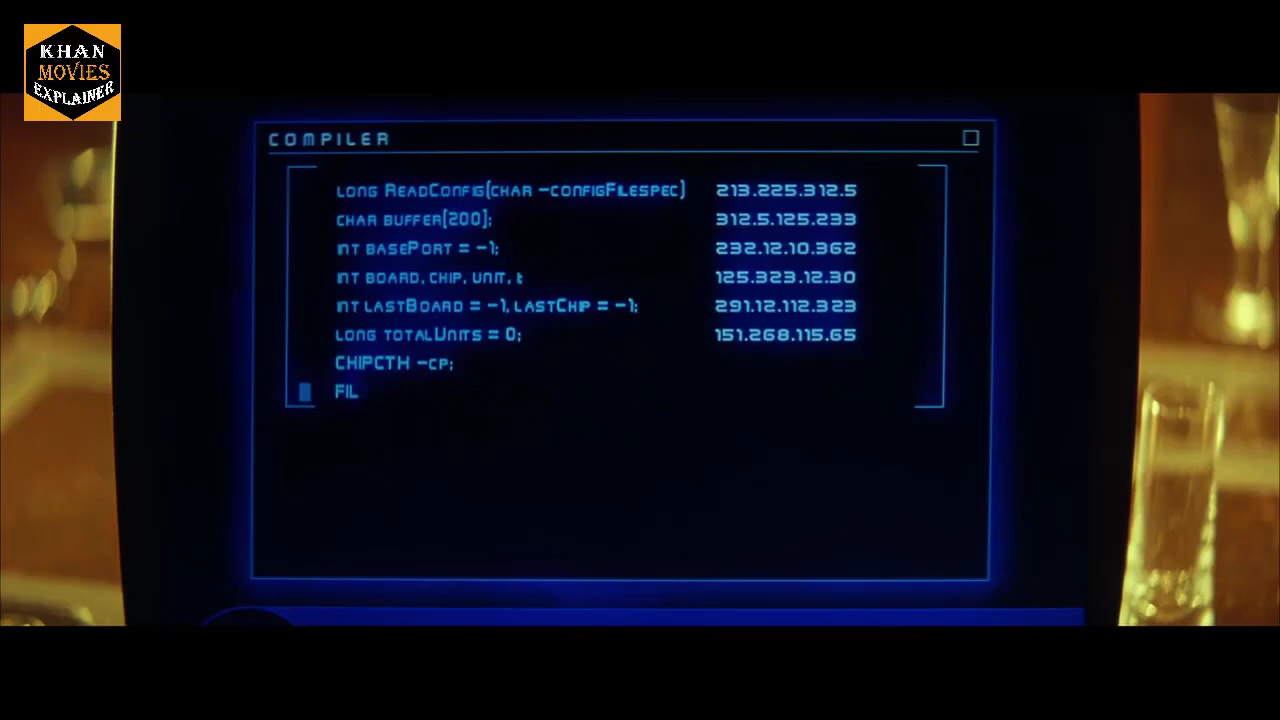 KHAN
MOVIES
EXPLAINER
COMPILER
LONG READCONFIG(CHAR -CONFIGFILESPEC) 213.225.312.5
CHAR BUFFER[200]; 312.5.125.233
INT BASEPORT = -1; 232.12.10.362
INT BOARD, CHIP, UNIT, I; 125.323.12.30
INT LASTBOARD = -1, LASTCHIP = -1; 291.12.112.323
LONG TOTALUNITS = 0; 151.268.115.65
CHIPCTH -CP;
FIL